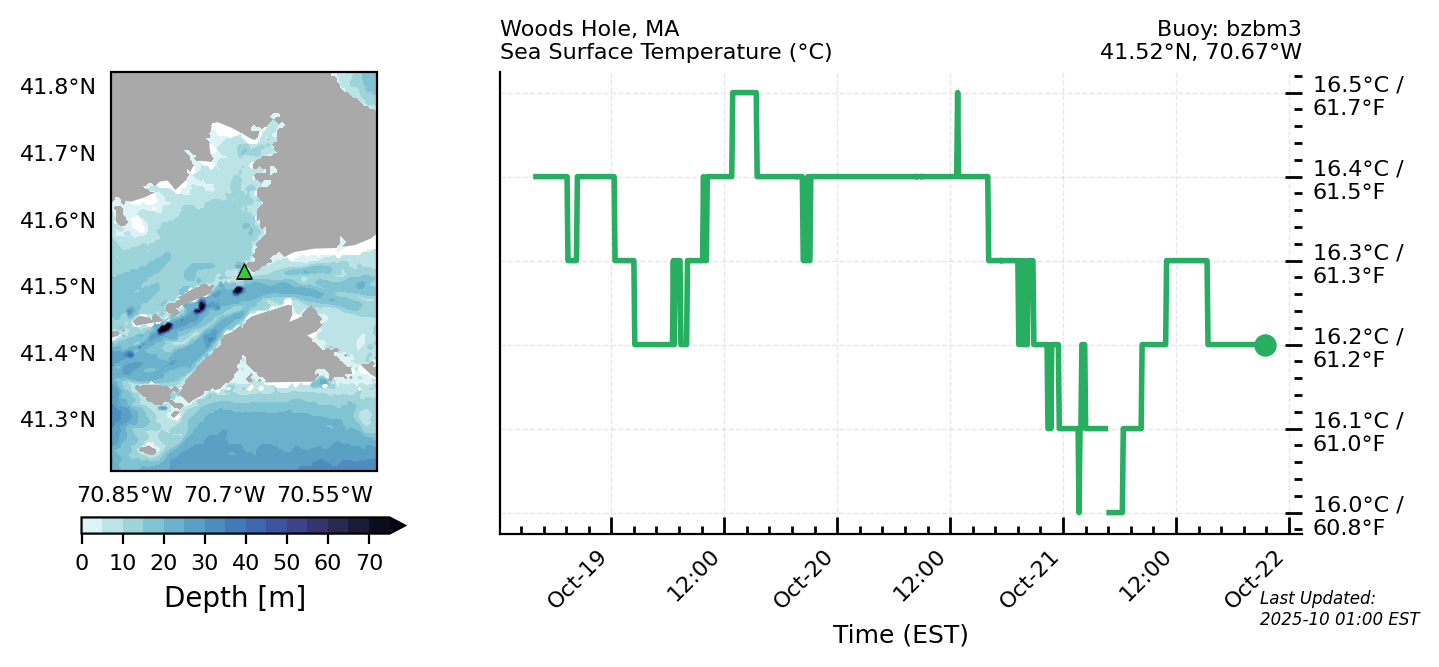 Woods Hole, MA
Sea Surface Temperature (°C)
Buoy: bzbm3
41.52°N, 70.67°W
41.8°N
41.7°N
41.6°N
41.5°N
41.4°N
41.3°N
70.85°W 70.7°W 70.55°W
0 10 20 30 40 50 60 70
Depth [m]
16.5°C /
61.7°F
16.4°C /
61.5°F
16.3°C /
61.3°F
16.2°C /
61.2°F
16.1°C /
61.0°F
16.0°C /
60.8°F
Oct-19 12:00 Oct-20 12:00 Oct-21 12:00 Oct-22
Time (EST)
Last Updated:
2025-10 01:00 EST